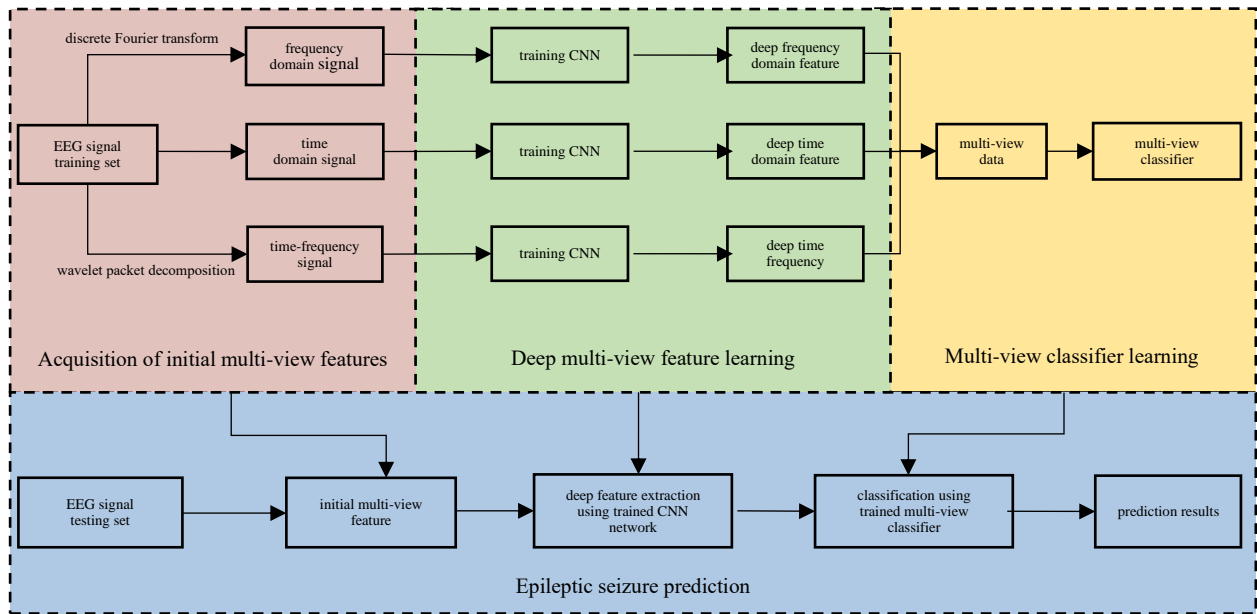 discrete Fourier transform
frequency
domain signal
training CNN
deep frequency
domain feature
EEG signal
training set
time
domain signal
training CNN
deep time
domain feature
multi-view
data
multi-view
classifier
wavelet packet decomposition
time-frequency
signal
training CNN
deep time
frequency
Acquisition of initial multi-view features
Deep multi-view feature learning
Multi-view classifier learning
EEG signal
testing set
initial multi-view
feature
deep feature extraction
using trained CNN
network
classification using
trained multi-view
classifier
prediction results
Epileptic seizure prediction